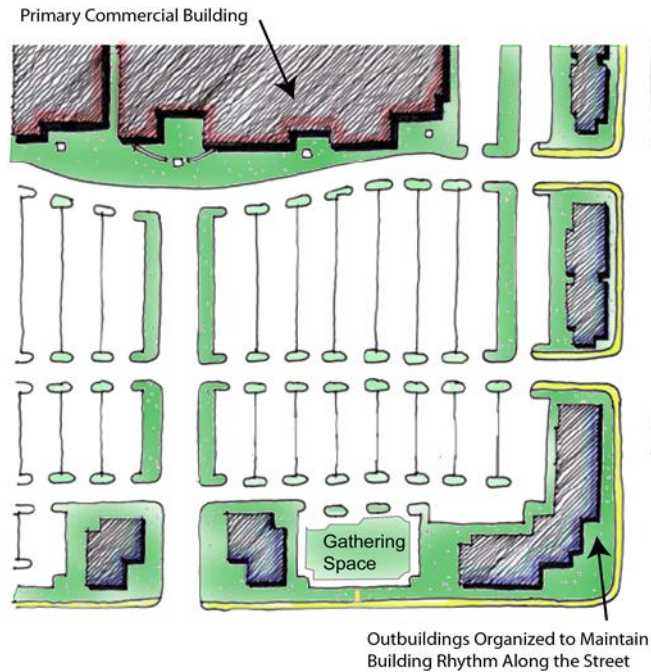 Primary Commercial Building
Gathering
Space
Outbuildings Organized to Maintain
Building Rhythm Along the Street